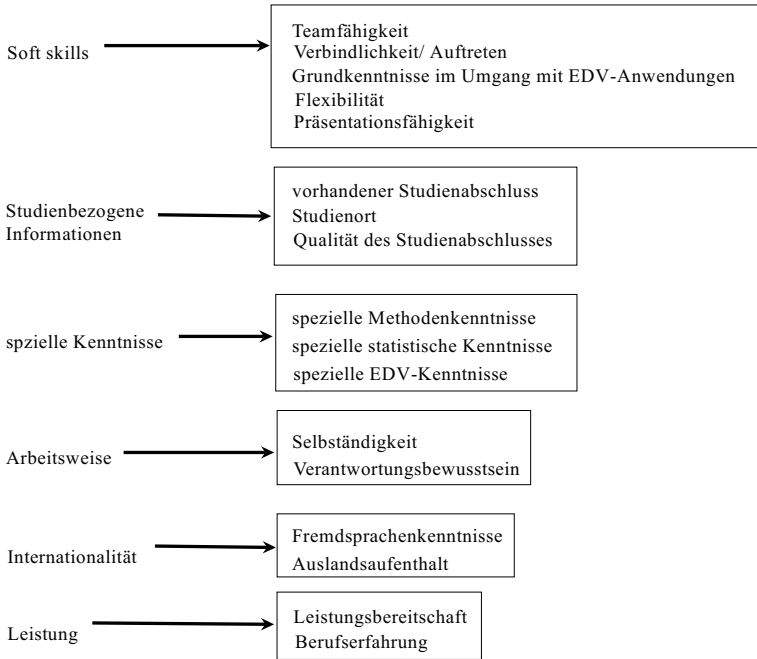 Soft skills
Teamfähigkeit
Verbindlichkeit/ Auftreten
Grundkenntnisse im Umgang mit EDV-Anwendungen
Flexibilität
Präsentationsfähigkeit
Studienbezogene
Informationen
vorhandener Studienabschluss
Studienort
Qualität des Studienabschlusses
spzielle Kenntnisse
spezielle Methodenkenntnisse
spezielle statistische Kenntnisse
spezielle EDV-Kenntnisse
Arbeitsweise
Selbständigkeit
Verantwortungsbewusstsein
Internationalität
Fremdsprachenkenntnisse
Auslandsaufenthalt
Leistung
Leistungsbereitschaft
Berufserfahrung